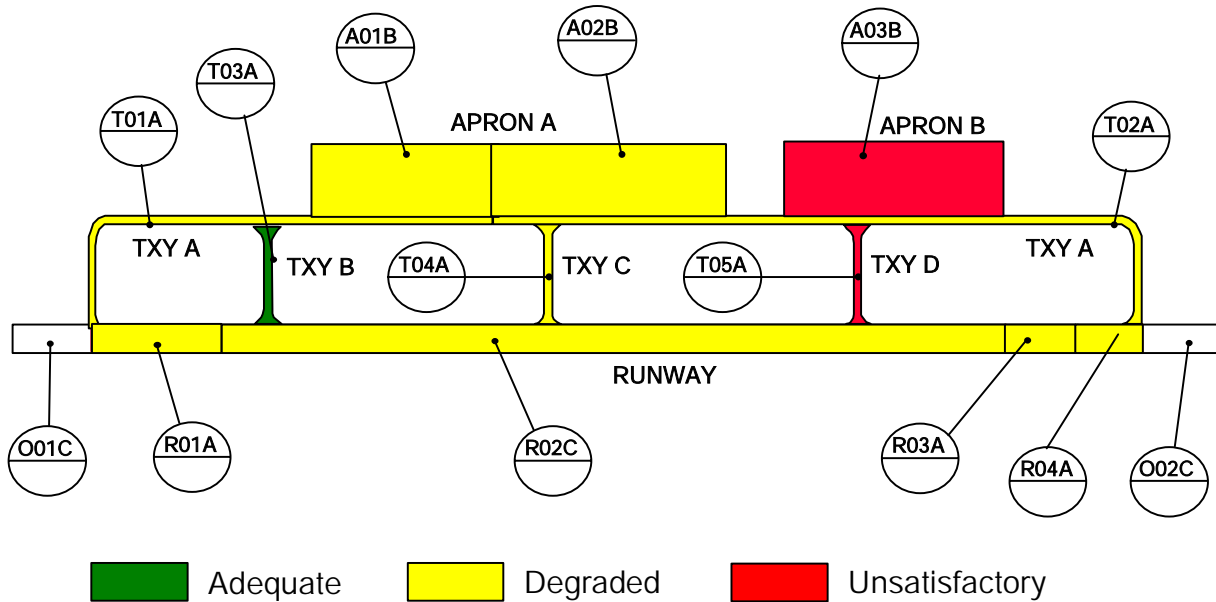 A01B
A02B
A03B
T03A
T01A
APRON A
APRON B
T02A
TXY A
TXY B
T04A
TXY C
T05A
TXY D
TXY A
RUNWAY
O01C
R01A
R02C
R03A
R04A
O02C
Adequate
Degraded
Unsatisfactory